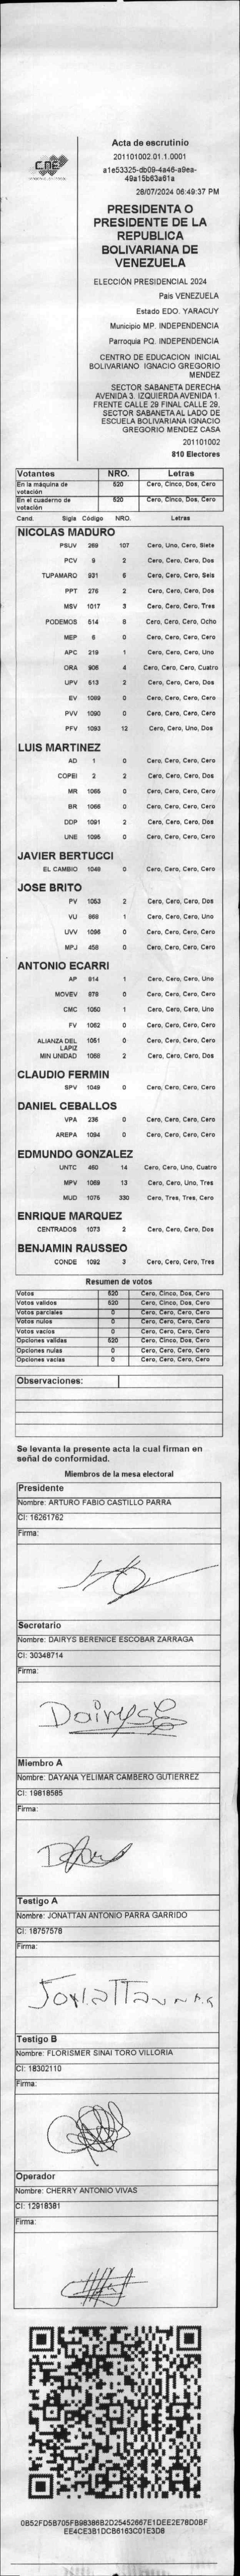 CNE
Acta de escrutinio
201101002.01.1.0001
a1e53325-db09-4a46-a9ea-
49a15b63a61a
28/07/2024 06:49:37 PM
PRESIDENTA O
PRESIDENTE DE LA
REPUBLICA
BOLIVARIANA DE
VENEZUELA
ELECCIÓN PRESIDENCIAL 2024
Pais VENEZUELA
Estado EDO. YARACUY
Municipio MP. INDEPENDENCIA
Parroquia PQ. INDEPENDENCIA
CENTRO DE EDUCACION INICIAL
BOLIVARIANO IGNACIO GREGORIO
MENDEZ
SECTOR SABANETA DERECHA
AVENIDA 3. IZQUIERDA AVENIDA 1.
FRENTE CALLE 29 FINAL CALLE 29.
SECTOR SABANETA AL LADO DE
ESCUELA BOLIVARIANA IGNACIO
GREGORIO MENDEZ CASA
201101002
810 Electores
Votantes NRO. Letras
En la máquina de votación 520 Cero, Cinco, Dos, Cero
En el cuaderno de votación 520 Cero, Cinco, Dos, Cero
Cand. Sigla Código NRO. Letras
NICOLAS MADURO
PSUV 269 107 Cero, Uno, Cero, Siete
PCV 9 2 Cero, Cero, Cero, Dos
TUPAMARO 931 6 Cero, Cero, Cero, Seis
PPT 276 2 Cero, Cero, Cero, Dos
MSV 1017 3 Cero, Cero, Cero, Tres
PODEMOS 514 8 Cero, Cero, Cero, Ocho
MEP 6 0 Cero, Cero, Cero, Cero
APC 219 1 Cero, Cero, Cero, Uno
ORA 906 4 Cero, Cero, Cero, Cuatro
UPV 513 2 Cero, Cero, Cero, Dos
EV 1089 0 Cero, Cero, Cero, Cero
PVV 1090 0 Cero, Cero, Cero, Cero
PFV 1093 12 Cero, Cero, Uno, Dos
LUIS MARTINEZ
AD 1 0 Cero, Cero, Cero, Cero
COPEI 2 2 Cero, Cero, Cero, Dos
MR 1065 0 Cero, Cero, Cero, Cero
BR 1066 0 Cero, Cero, Cero, Cero
DDP 1091 2 Cero, Cero, Cero, Dos
UNE 1095 0 Cero, Cero, Cero, Cero
JAVIER BERTUCCI
EL CAMBIO 1048 0 Cero, Cero, Cero, Cero
JOSE BRITO
PV 1053 2 Cero, Cero, Cero, Dos
VU 868 1 Cero, Cero, Cero, Uno
UVV 1096 0 Cero, Cero, Cero, Cero
MPJ 458 0 Cero, Cero, Cero, Cero
ANTONIO ECARRI
AP 814 1 Cero, Cero, Cero, Uno
MOVEV 878 0 Cero, Cero, Cero, Cero
CMC 1050 1 Cero, Cero, Cero, Uno
FV 1062 0 Cero, Cero, Cero, Cero
ALIANZA DEL LAPIZ 1051 0 Cero, Cero, Cero, Cero
MIN UNIDAD 1068 2 Cero, Cero, Cero, Dos
CLAUDIO FERMIN
SPV 1049 0 Cero, Cero, Cero, Cero
DANIEL CEBALLOS
VPA 236 0 Cero, Cero, Cero, Cero
AREPA 1094 0 Cero, Cero, Cero, Cero
EDMUNDO GONZALEZ
UNTC 460 14 Cero, Cero, Uno, Cuatro
MPV 1069 13 Cero, Cero, Uno, Tres
MUD 1075 330 Cero, Tres, Tres, Cero
ENRIQUE MARQUEZ
CENTRADOS 1073 2 Cero, Cero, Cero, Dos
BENJAMIN RAUSSEO
CONDE 1092 3 Cero, Cero, Cero, Tres
Resumen de votos
Votos 520 Cero, Cinco, Dos, Cero
Votos validos 520 Cero, Cinco, Dos, Cero
Votos parciales 0 Cero, Cero, Cero, Cero
Votos nulos 0 Cero, Cero, Cero, Cero
Votos vacios 0 Cero, Cero, Cero, Cero
Opciones validas 520 Cero, Cinco, Dos, Cero
Opciones nulas 0 Cero, Cero, Cero, Cero
Opciones vacias 0 Cero, Cero, Cero, Cero
Observaciones:
Se levanta la presente acta la cual firman en
señal de conformidad.
Miembros de la mesa electoral
Presidente
Nombre: ARTURO FABIO CASTILLO PARRA
CI: 16261762
Firma:
Secretario
Nombre: DAIRYS BERENICE ESCOBAR ZARRAGA
CI: 30348714
Firma:
Dairys
Miembro A
Nombre: DAYANA YELIMAR CAMBERO GUTIERREZ
CI: 19818585
Firma:
Testigo A
Nombre: JONATTAN ANTONIO PARRA GARRIDO
CI: 18757578
Firma:
Testigo B
Nombre: FLORISMER SINAI TORO VILLORIA
CI: 18302110
Firma:
Operador
Nombre: CHERRY ANTONIO VIVAS
CI: 12918381
Firma:
0B52FD5B705FB98386B2D25452667E1DEE2E78D0BF
EE4CE3B1DCB6163C01E3D8